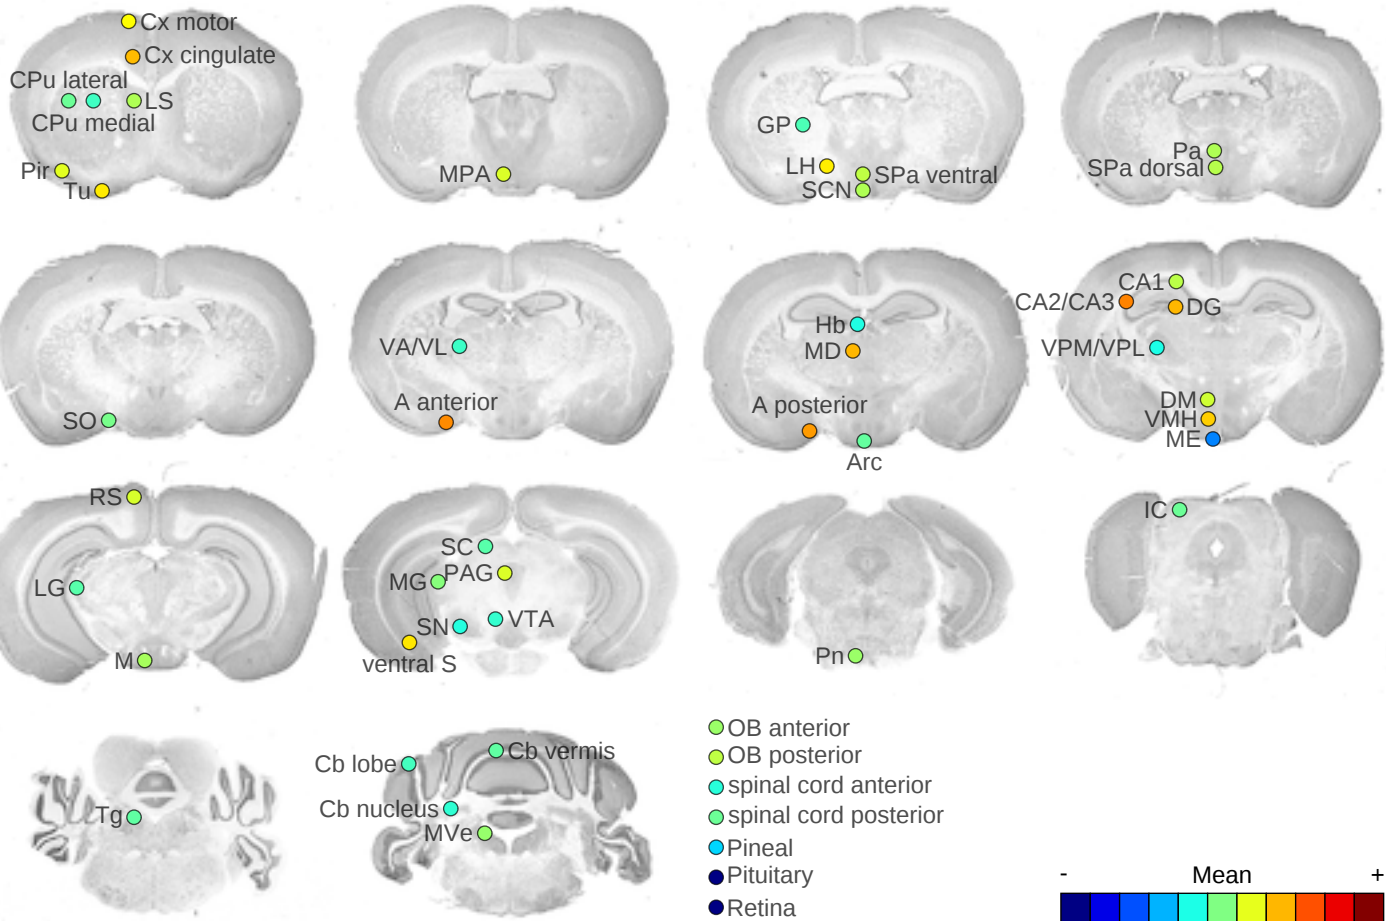 Cx motor
Cx cingulate
CPu lateral
LS
CPu medial
Pir
Tu
MPA
GP
LH
SPa ventral
SCN
Pa
SPa dorsal
SO
VA/VL
A anterior
Hb
MD
A posterior
Arc
CA1
CA2/CA3
DG
VPM/VPL
DM
VMH
ME
RS
LG
M
SC
MG
PAG
SN
VTA
ventral S
Pn
IC
Tg
Cb lobe
Cb vermis
Cb nucleus
MVe
OB anterior
OB posterior
spinal cord anterior
spinal cord posterior
Pineal
Pituitary
Retina
- Mean +